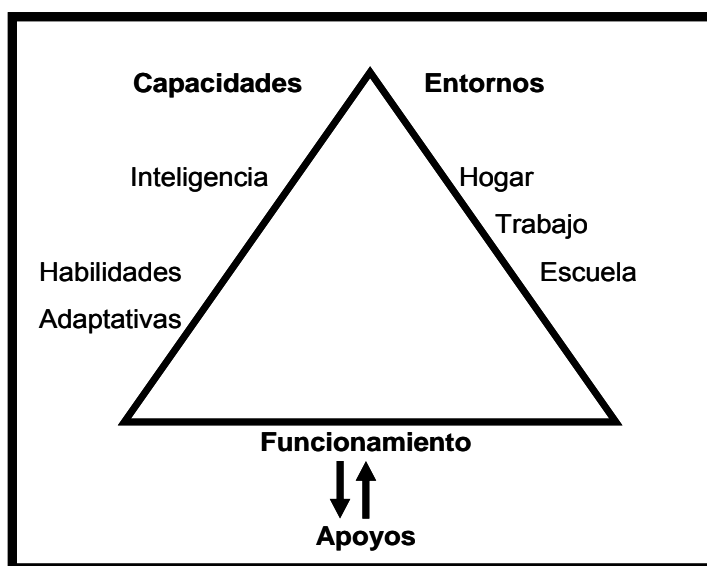 Capacidades
Entornos
Inteligencia
Hogar
Trabajo
Habilidades
Escuela
Adaptativas
Funcionamiento
Apoyos